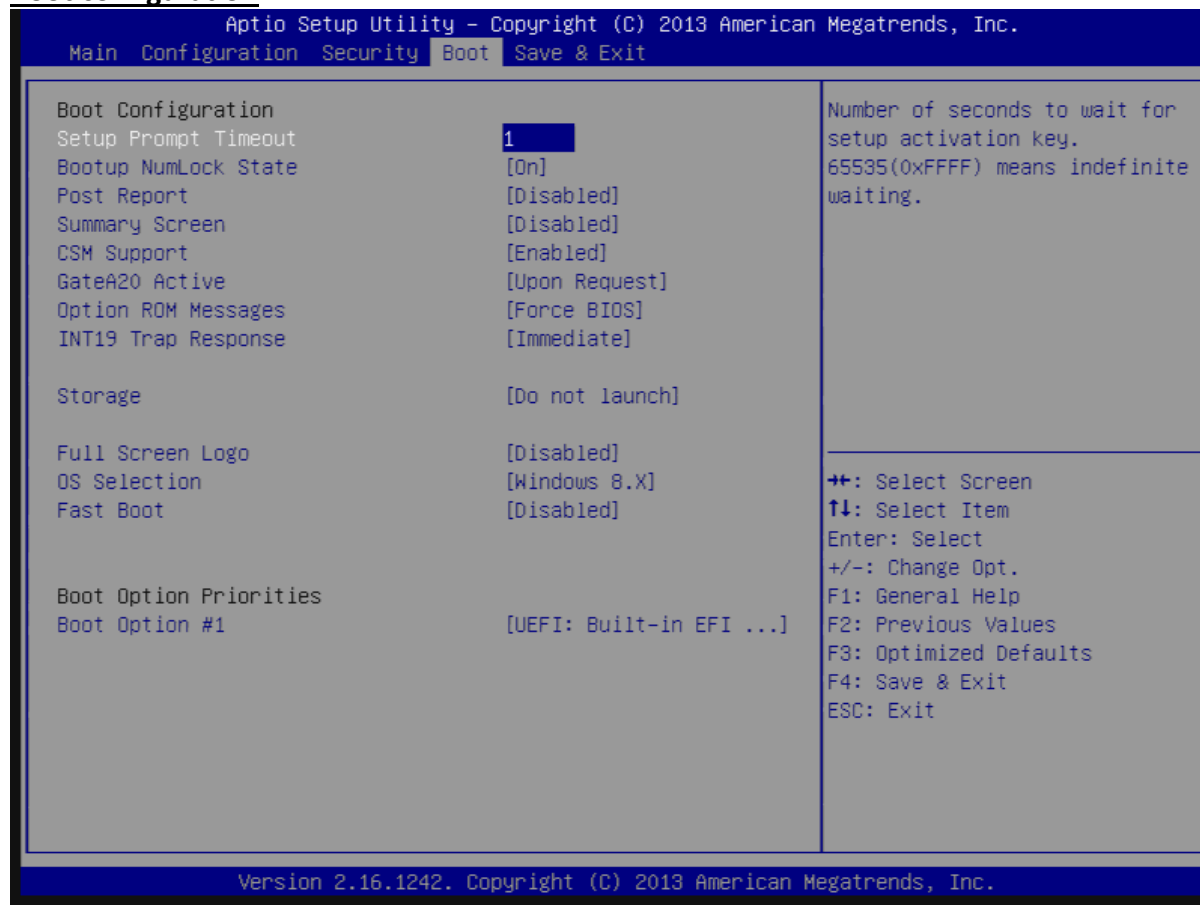 Aptio Setup Utility – Copyright (C) 2013 American Megatrends, Inc.
Main Configuration Security Boot Save & Exit
Boot Configuration
Setup Prompt Timeout 1
Bootup NumLock State [On]
Post Report [Disabled]
Summary Screen [Disabled]
CSM Support [Enabled]
GateA20 Active [Upon Request]
Option ROM Messages [Force BIOS]
INT19 Trap Response [Immediate]
Storage [Do not launch]
Full Screen Logo [Disabled]
OS Selection [Windows 8.X]
Fast Boot [Disabled]
Boot Option Priorities
Boot Option #1 [UEFI: Built-in EFI ...]
Number of seconds to wait for
setup activation key.
65535(0xFFFF) means indefinite
waiting.
→←: Select Screen
↑↓: Select Item
Enter: Select
+/-: Change Opt.
F1: General Help
F2: Previous Values
F3: Optimized Defaults
F4: Save & Exit
ESC: Exit
Version 2.16.1242. Copyright (C) 2013 American Megatrends, Inc.